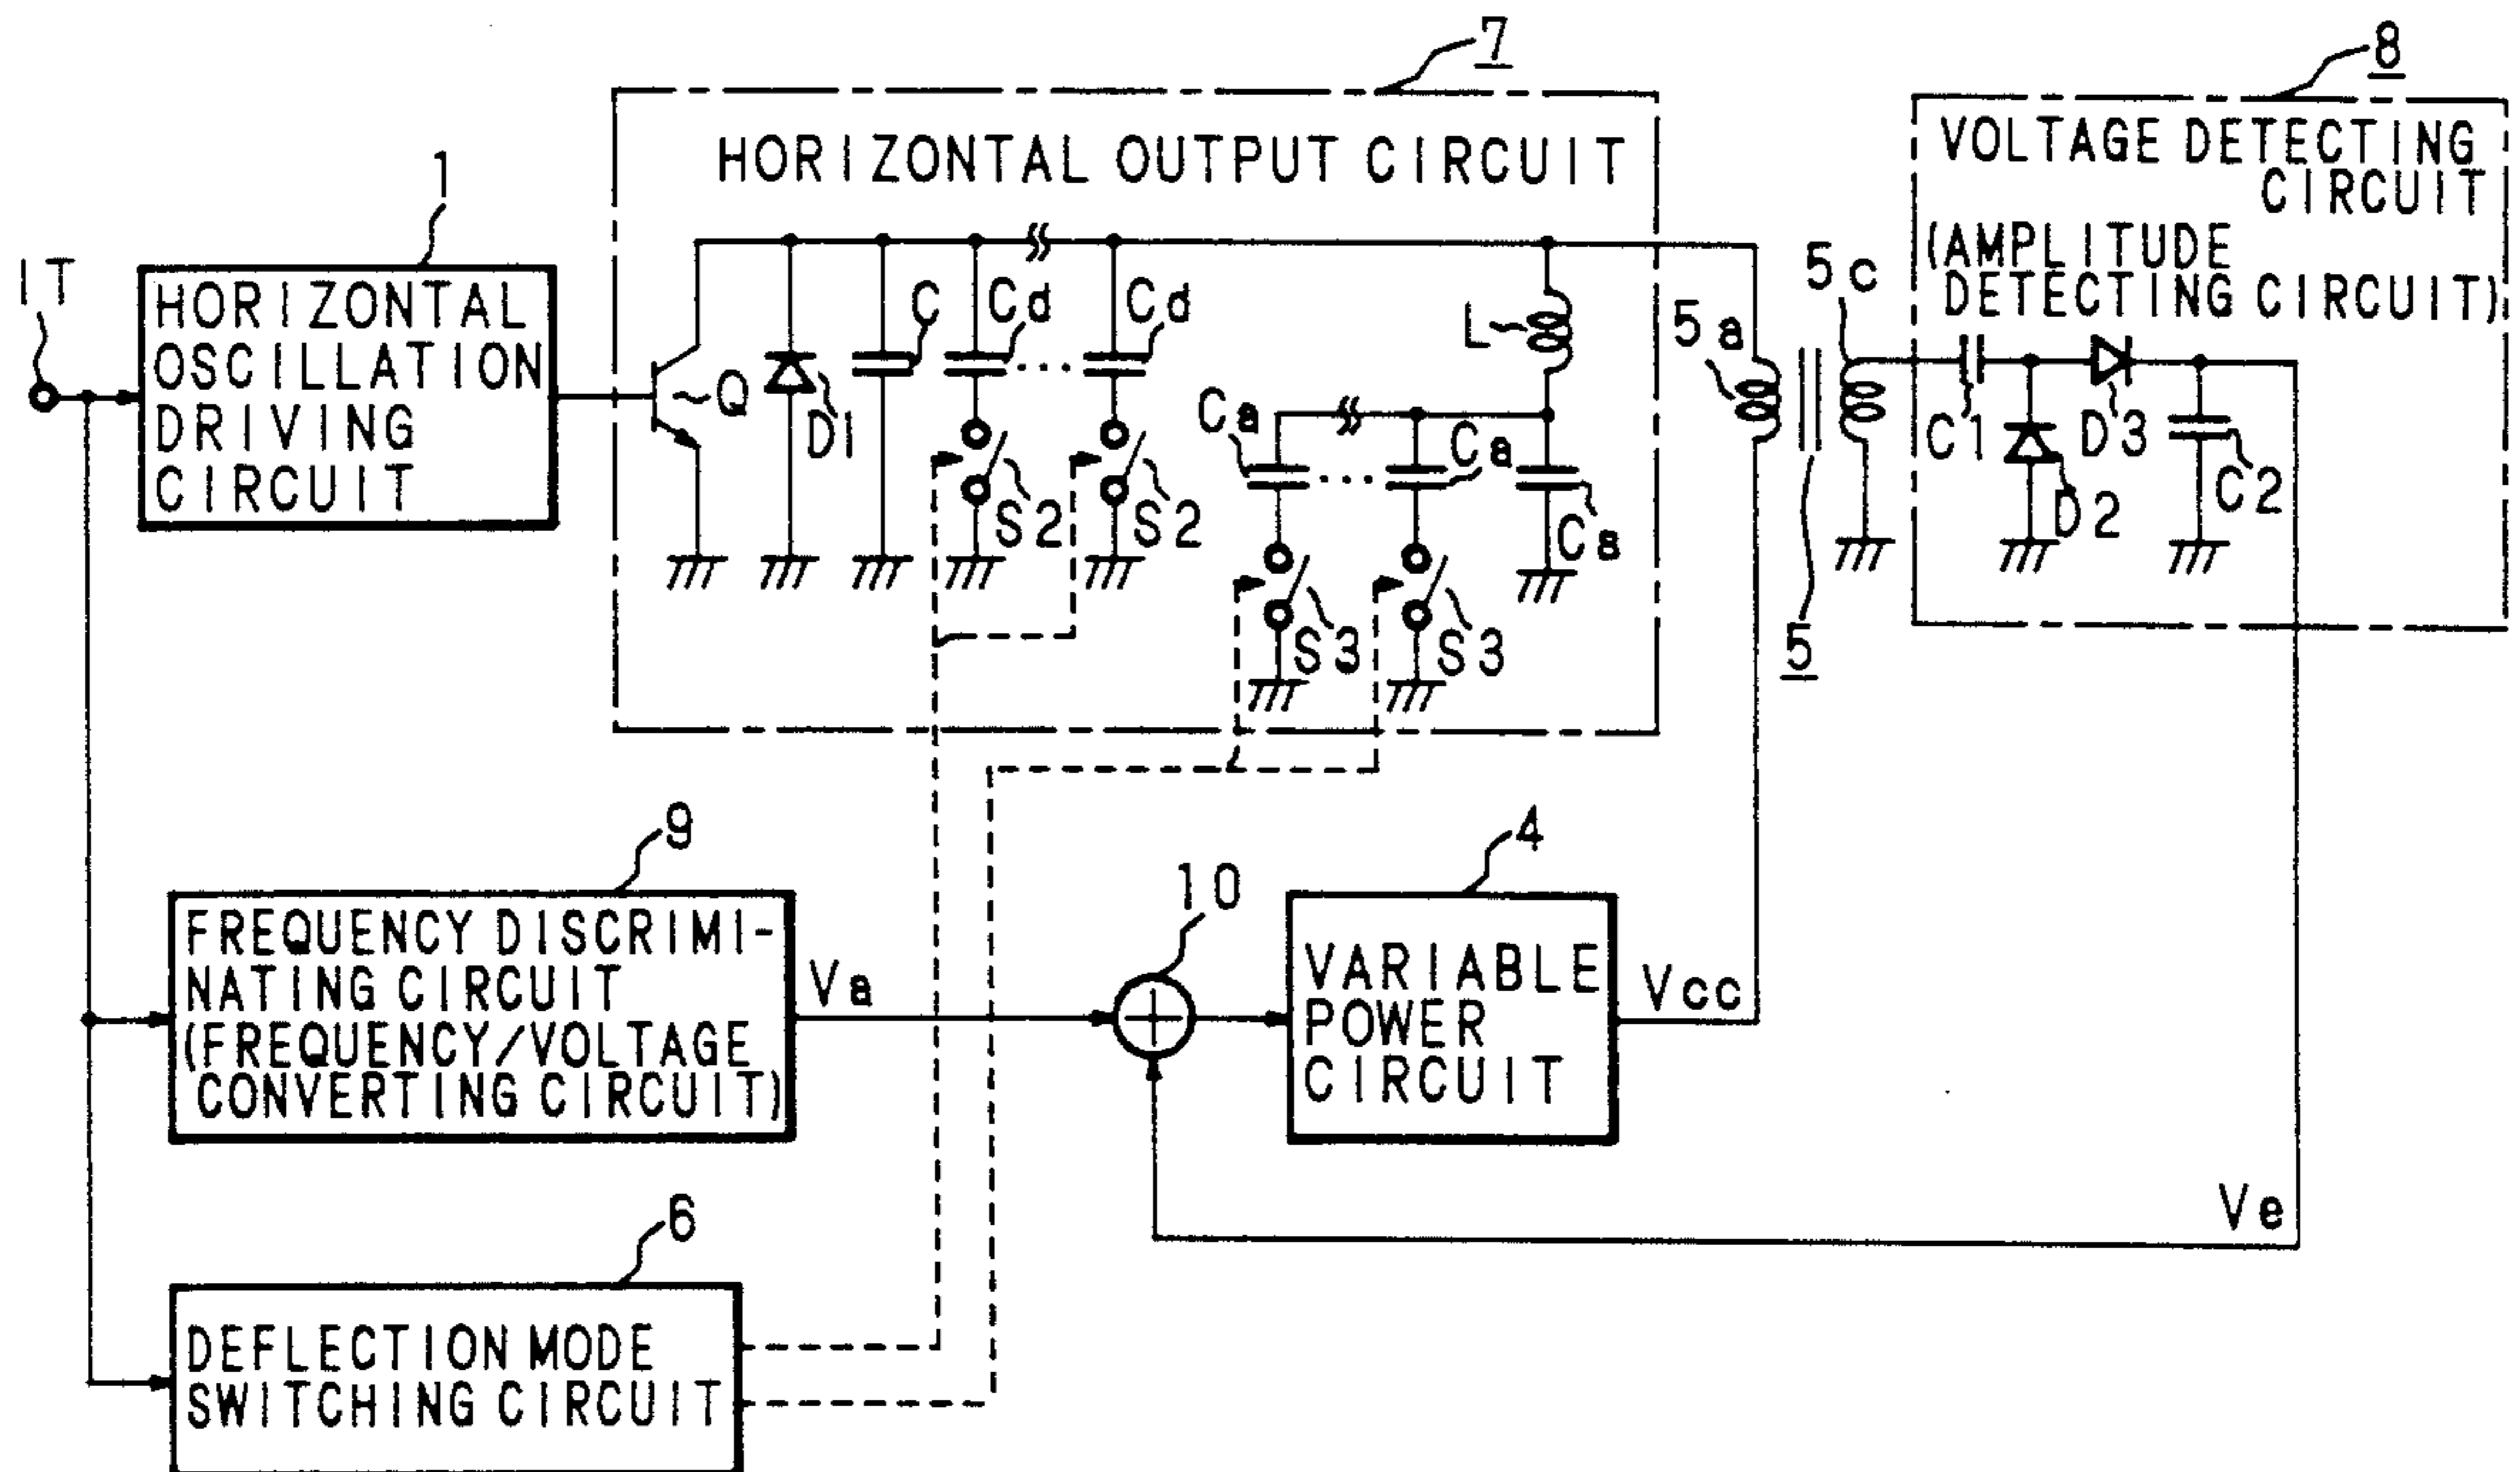 7
8
HORIZONTAL OUTPUT CIRCUIT
VOLTAGE DETECTING
CIRCUIT
(AMPLITUDE
DETECTING CIRCUIT)
1
IT
HORIZONTAL
OSCILLATION
DRIVING
CIRCUIT
Q
D1
C
Cd
Cd
S2
S2
L
Ca
Ca
Ca
S3
S3
5a
5c
5
C1
D3
D2
C2
9
FREQUENCY DISCRIMI-
NATING CIRCUIT
(FREQUENCY/VOLTAGE
CONVERTING CIRCUIT)
Va
10
4
VARIABLE
POWER
CIRCUIT
Vcc
Ve
6
DEFLECTION MODE
SWITCHING CIRCUIT